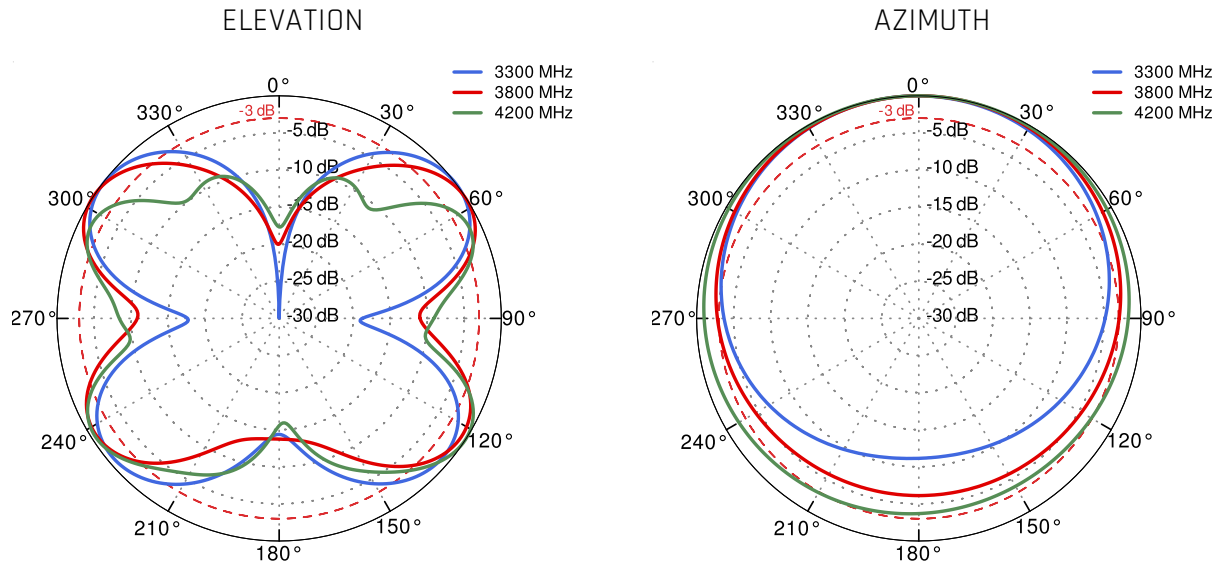 ELEVATION
3300 MHz
3800 MHz
4200 MHz
0°
30°
60°
90°
120°
150°
180°
210°
240°
270°
300°
330°
-3 dB
-5 dB
-10 dB
-15 dB
-20 dB
-25 dB
-30 dB
AZIMUTH
3300 MHz
3800 MHz
4200 MHz
0°
30°
60°
90°
120°
150°
180°
210°
240°
270°
300°
330°
-3 dB
-5 dB
-10 dB
-15 dB
-20 dB
-25 dB
-30 dB